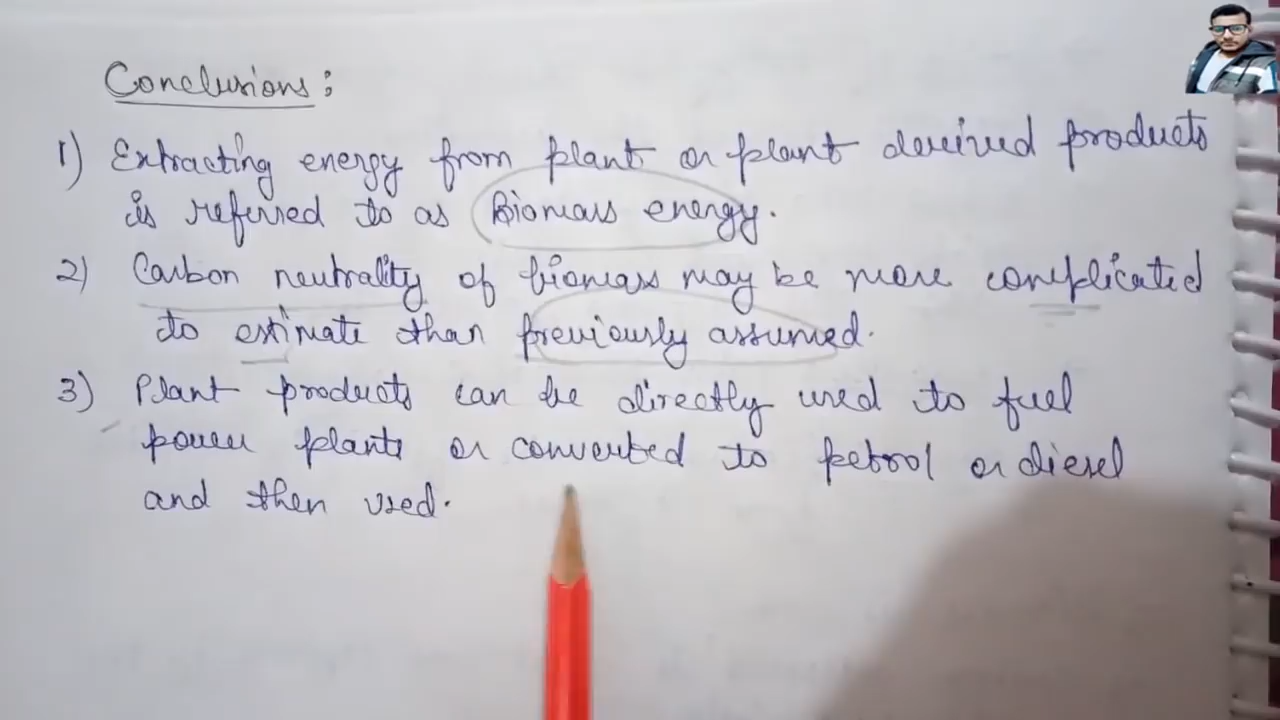 Conclusions:
1) Extracting energy from plant or plant derived products
is referred to as Biomass energy.
2) Carbon neutrality of biomass may be more complicated
to estimate than previously assumed.
3) Plant products can be directly used to fuel
power plants or converted to petrol or diesel
and then used.